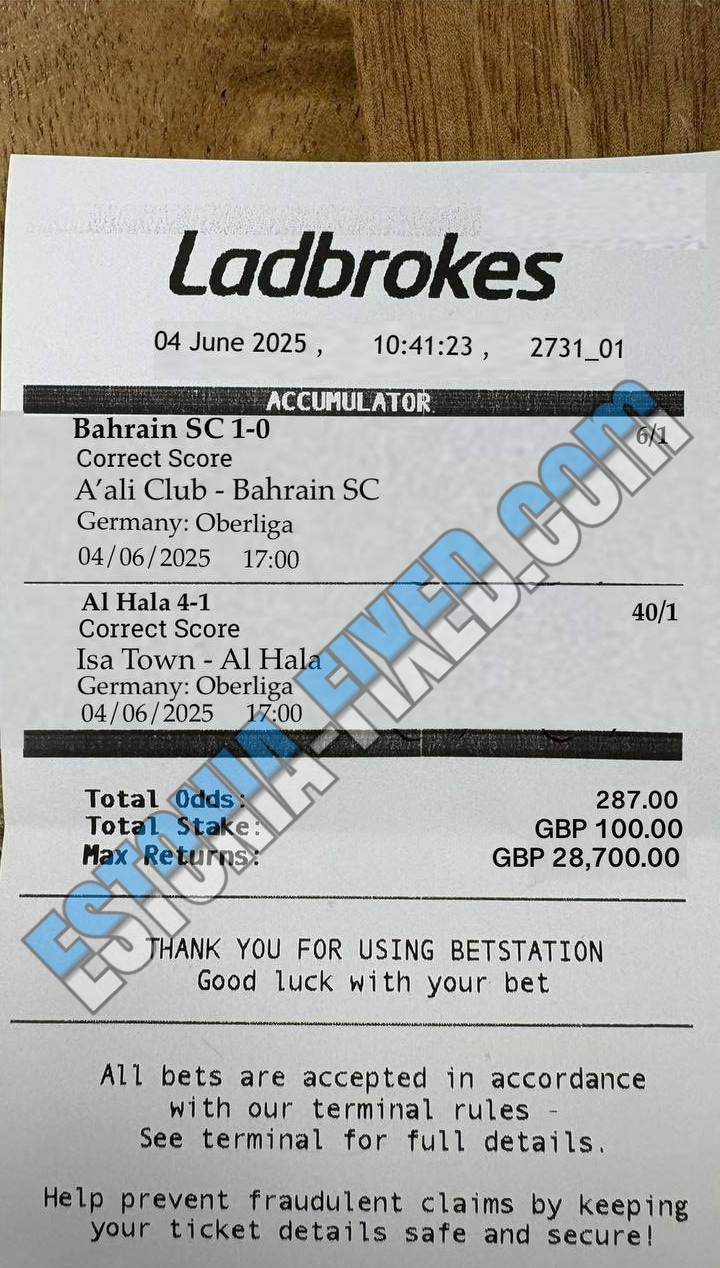 Ladbrokes
04 June 2025 , 10:41:23 , 2731_01
ACCUMULATOR
Bahrain SC 1-0 6/1
Correct Score
A’ali Club - Bahrain SC
Germany: Oberliga
04/06/2025 17:00
Al Hala 4-1 40/1
Correct Score
Isa Town - Al Hala
Germany: Oberliga
04/06/2025 17:00
Total Odds: 287.00
Total Stake: GBP 100.00
Max Returns: GBP 28,700.00
THANK YOU FOR USING BETSTATION
Good luck with your bet
All bets are accepted in accordance
with our terminal rules -
See terminal for full details.
Help prevent fraudulent claims by keeping
your ticket details safe and secure!
ESTONIA-FIXED.COM